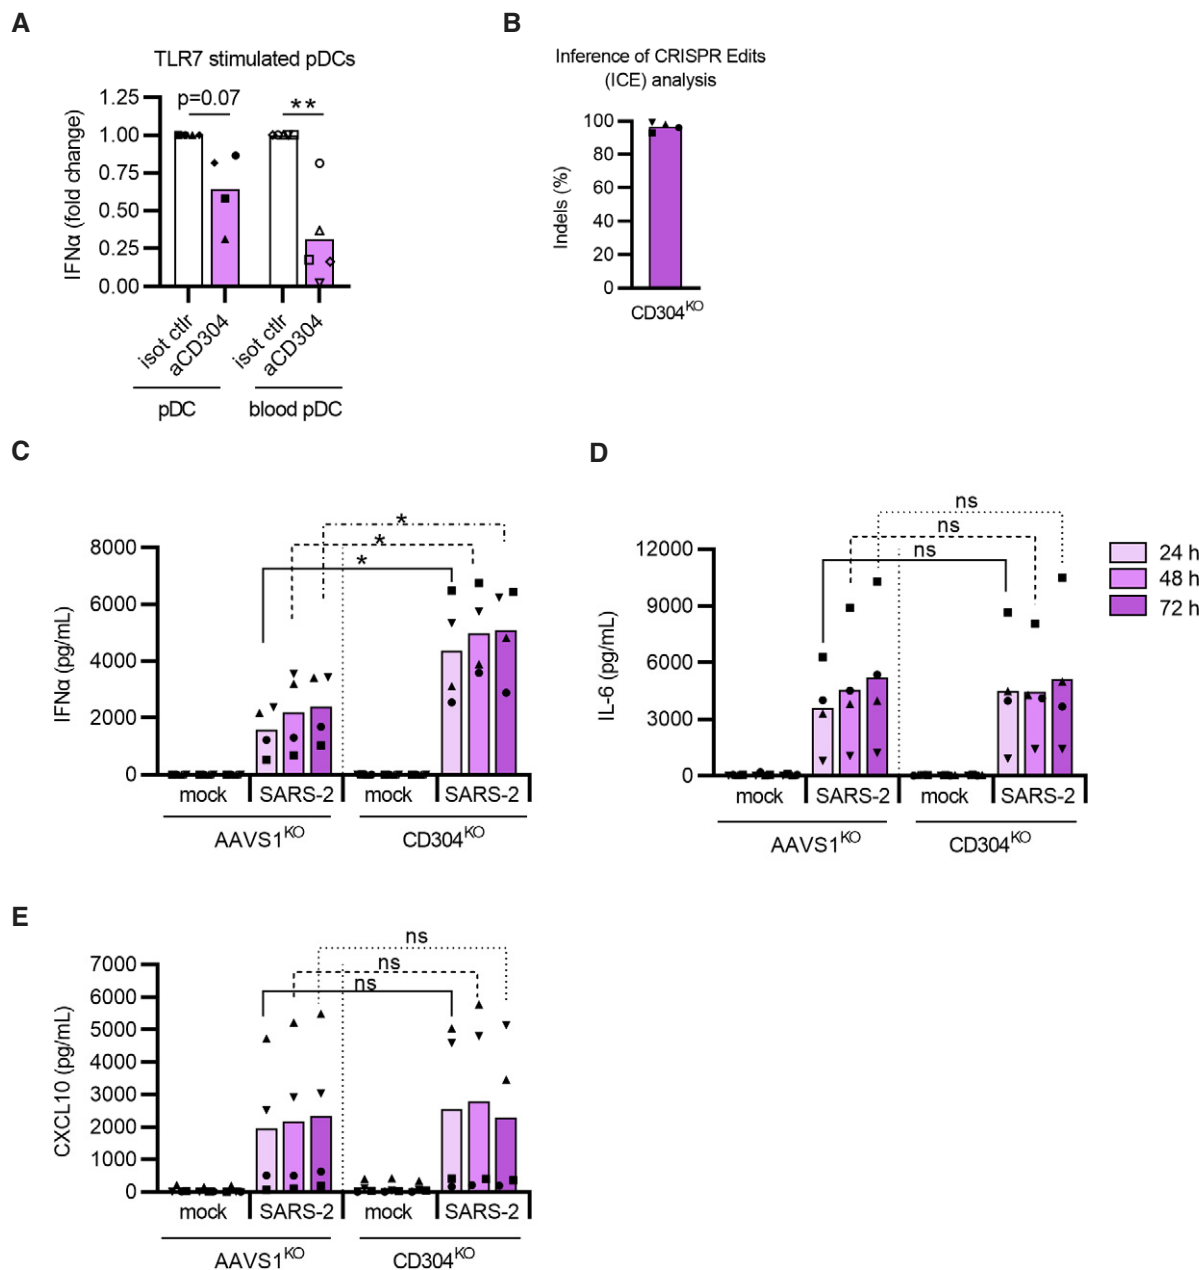 A
TLR7 stimulated pDCs
IFNα (fold change)
1.25
1.00
0.75
0.50
0.25
0.00
p=0.07
**
isot ctlr
aCD304
isot ctlr
aCD304
pDC
blood pDC
B
Inference of CRISPR Edits
(ICE) analysis
Indels (%)
100
80
60
40
20
0
CD304KO
C
IFNα (pg/mL)
8000
6000
4000
2000
0
*
*
*
mock
SARS-2
mock
SARS-2
AAVS1KO
CD304KO
D
IL-6 (pg/mL)
12000
9000
6000
3000
0
ns
ns
ns
mock
SARS-2
mock
SARS-2
AAVS1KO
CD304KO
24 h
48 h
72 h
E
CXCL10 (pg/mL)
7000
6000
5000
4000
3000
2000
1000
0
ns
ns
ns
mock
SARS-2
mock
SARS-2
AAVS1KO
CD304KO